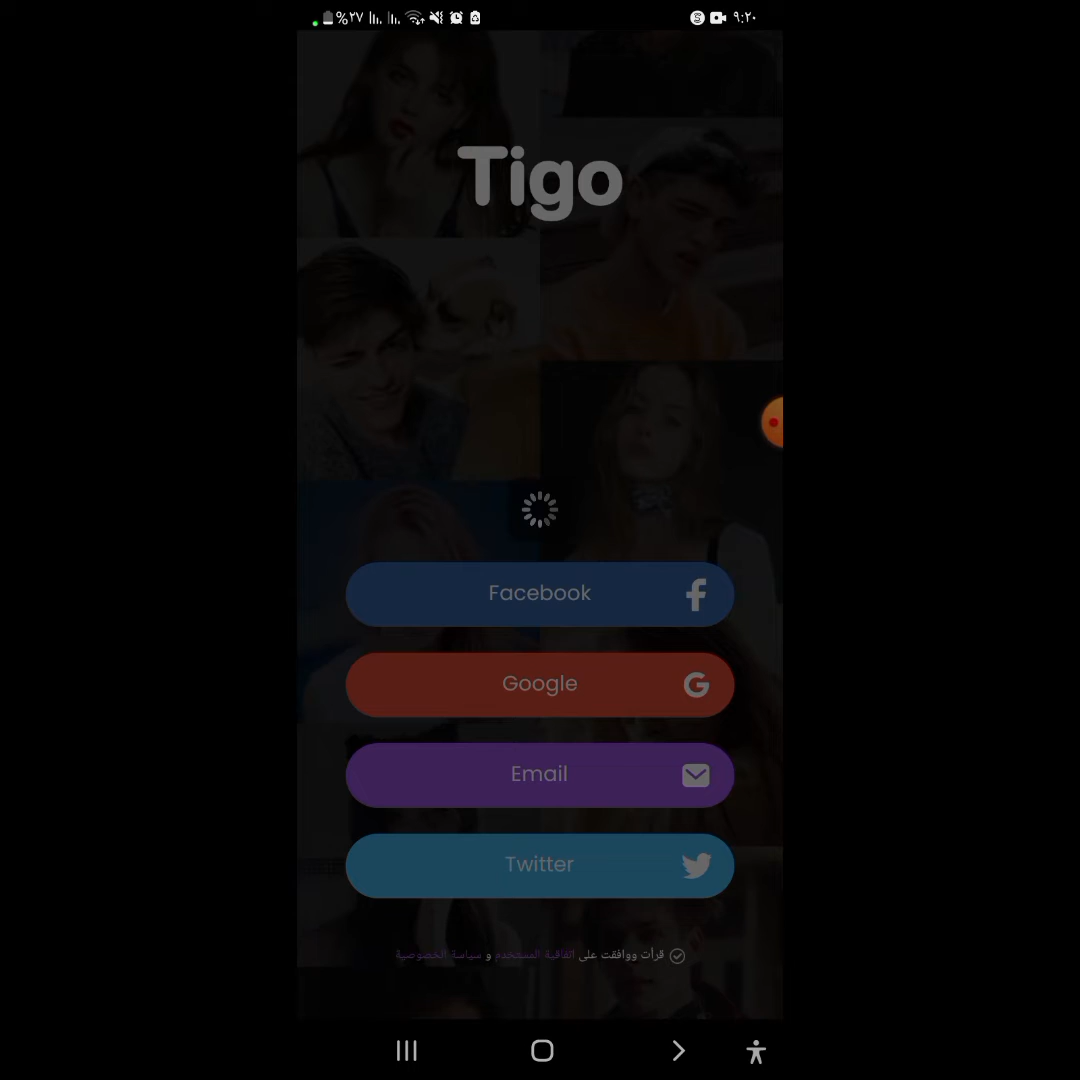 %٢٧ ٩:٢٠
Tigo
Facebook
Google
Email
Twitter
قرأت ووافقت على اتفاقية المستخدم و سياسة الخصوصية